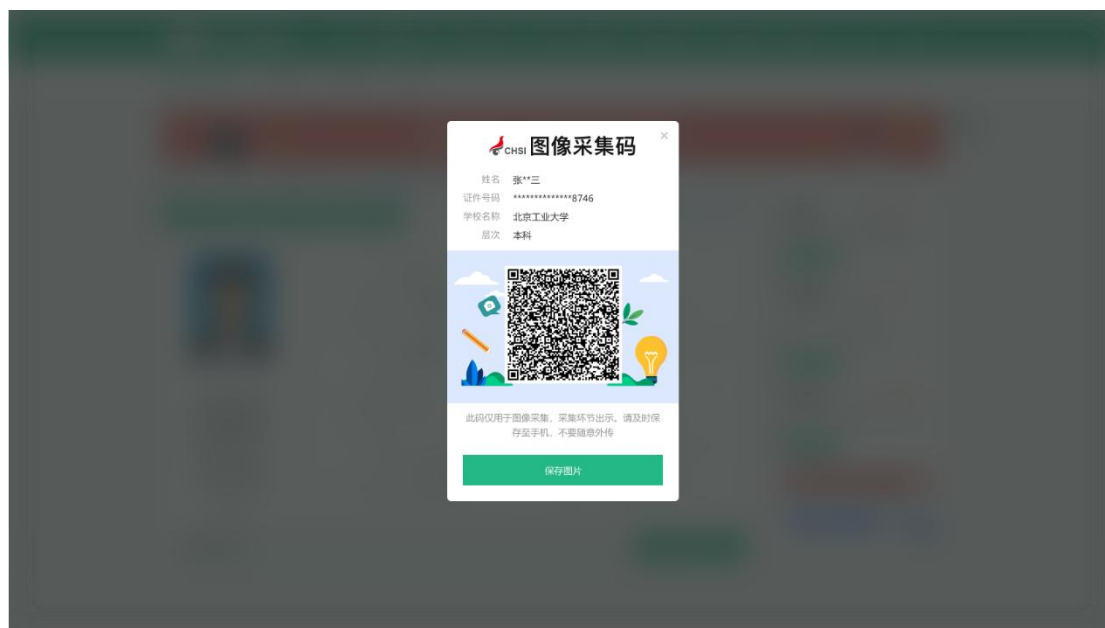 CHSI 图像采集码
×
姓名 张**三
证件号码 **************8746
学校名称 北京工业大学
层次 本科
此码仅用于图像采集，采集环节出示。请及时保
存至手机，不要随意外传
保存图片